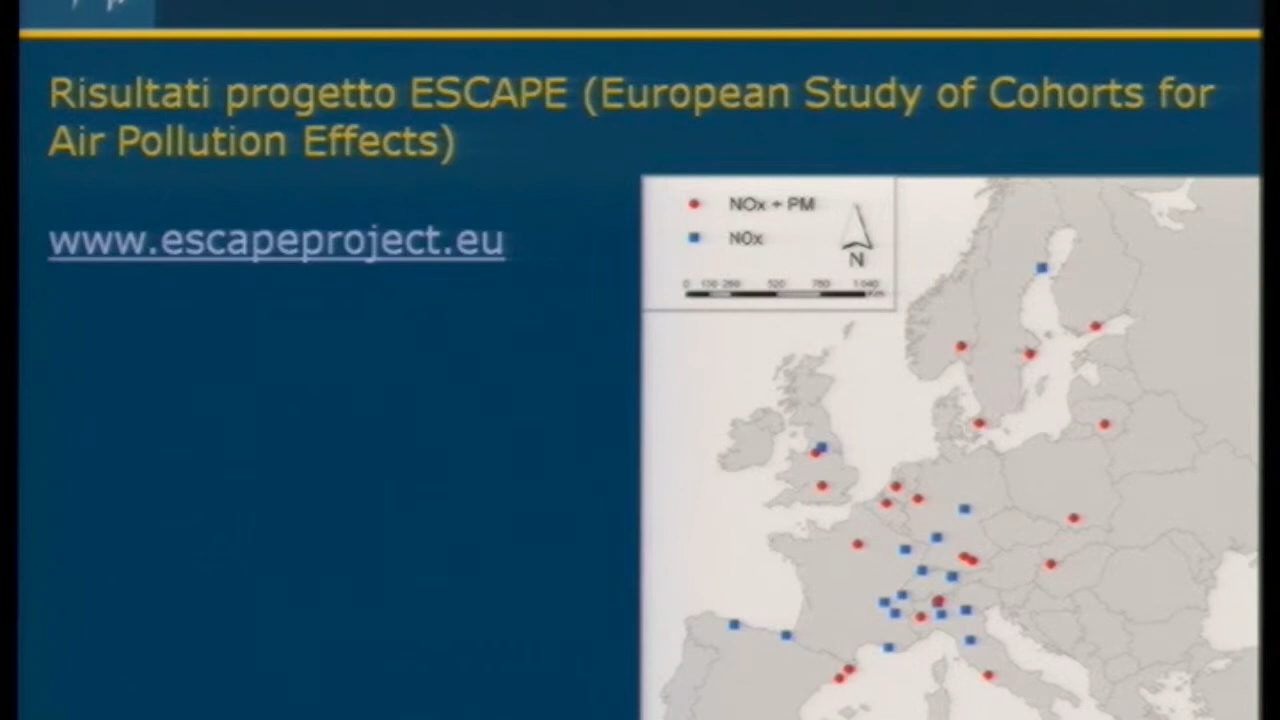 Risultati progetto ESCAPE (European Study of Cohorts for
Air Pollution Effects)
www.escapeproject.eu
NOx + PM
NOx
N
0 130 260 520 780 1 040